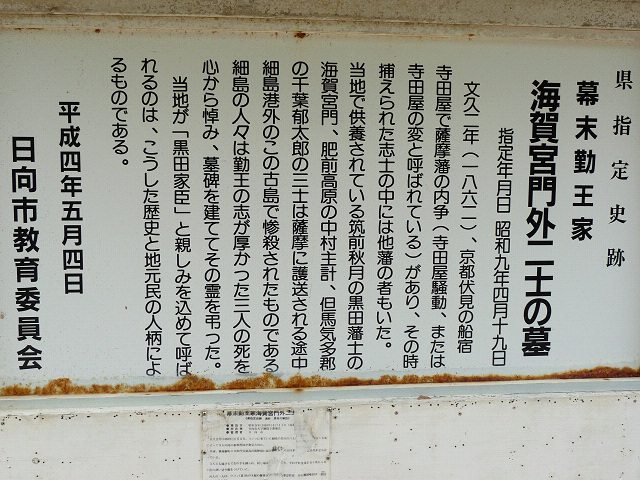 県指定史跡
幕末勤王家
海賀宮門外二士の墓
指定年月日 昭和九年四月十九日
文久二年（一八六二）、京都伏見の船宿
寺田屋で薩摩藩の内争（寺田屋騒動、または
寺田屋の変と呼ばれている）があり、その時
捕えられた志士の中には他藩の者もいた。
当地で供養されている筑前秋月の黒田藩士の
海賀宮門、肥前高原の中村主計、但馬気多郡
の千葉郁太郎の三士は薩摩に護送される途中
細島港外のこの古島で惨殺されたものである
細島の人々は勤王の志が厚かった三人の死を
心から悼み、墓碑を建ててその霊を弔った。
当地が「黒田家臣」と親しみを込めて呼ば
れるのは、こうした歴史と地元民の人柄によ
るものである。
平成四年五月四日
日向市教育委員会
幕末勤王家海賀宮門外二